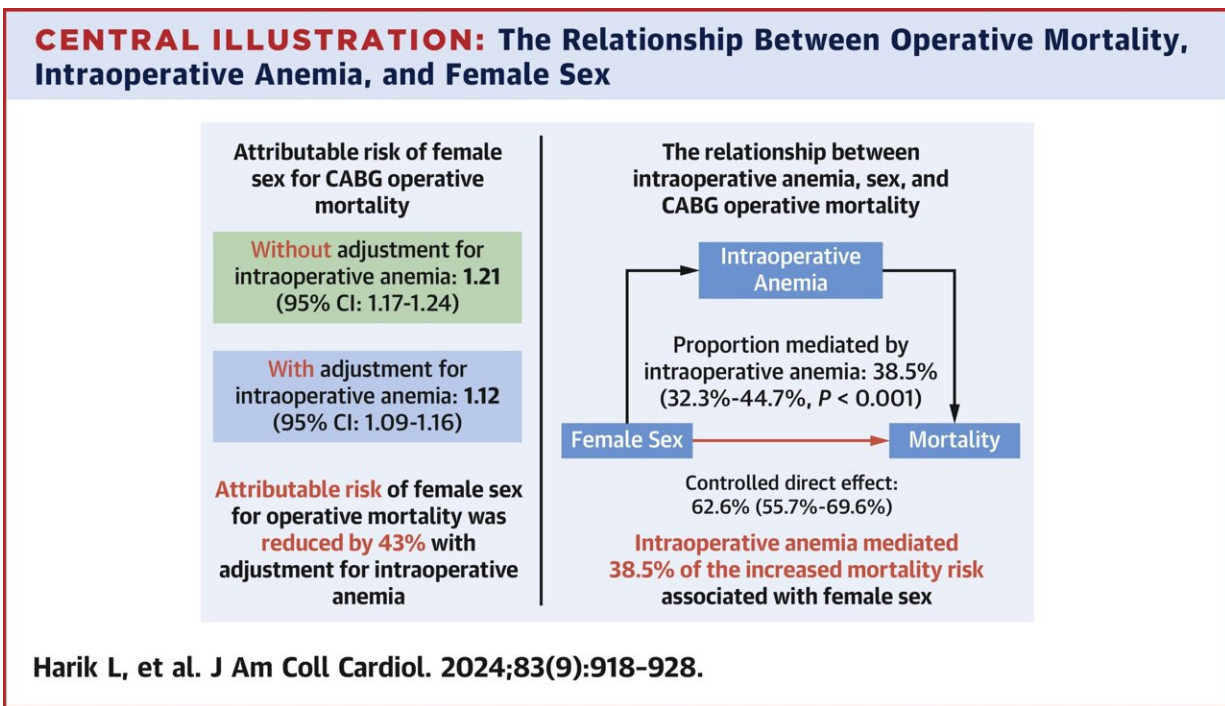 CENTRAL ILLUSTRATION: The Relationship Between Operative Mortality,
Intraoperative Anemia, and Female Sex
Attributable risk of female
sex for CABG operative
mortality
Without adjustment for
intraoperative anemia: 1.21
(95% CI: 1.17-1.24)
With adjustment for
intraoperative anemia: 1.12
(95% CI: 1.09-1.16)
Attributable risk of female sex
for operative mortality was
reduced by 43% with
adjustment for intraoperative
anemia
The relationship between
intraoperative anemia, sex, and
CABG operative mortality
Intraoperative
Anemia
Proportion mediated by
intraoperative anemia: 38.5%
(32.3%-44.7%, P < 0.001)
Female Sex
Mortality
Controlled direct effect:
62.6% (55.7%-69.6%)
Intraoperative anemia mediated
38.5% of the increased mortality risk
associated with female sex
Harik L, et al. J Am Coll Cardiol. 2024;83(9):918–928.